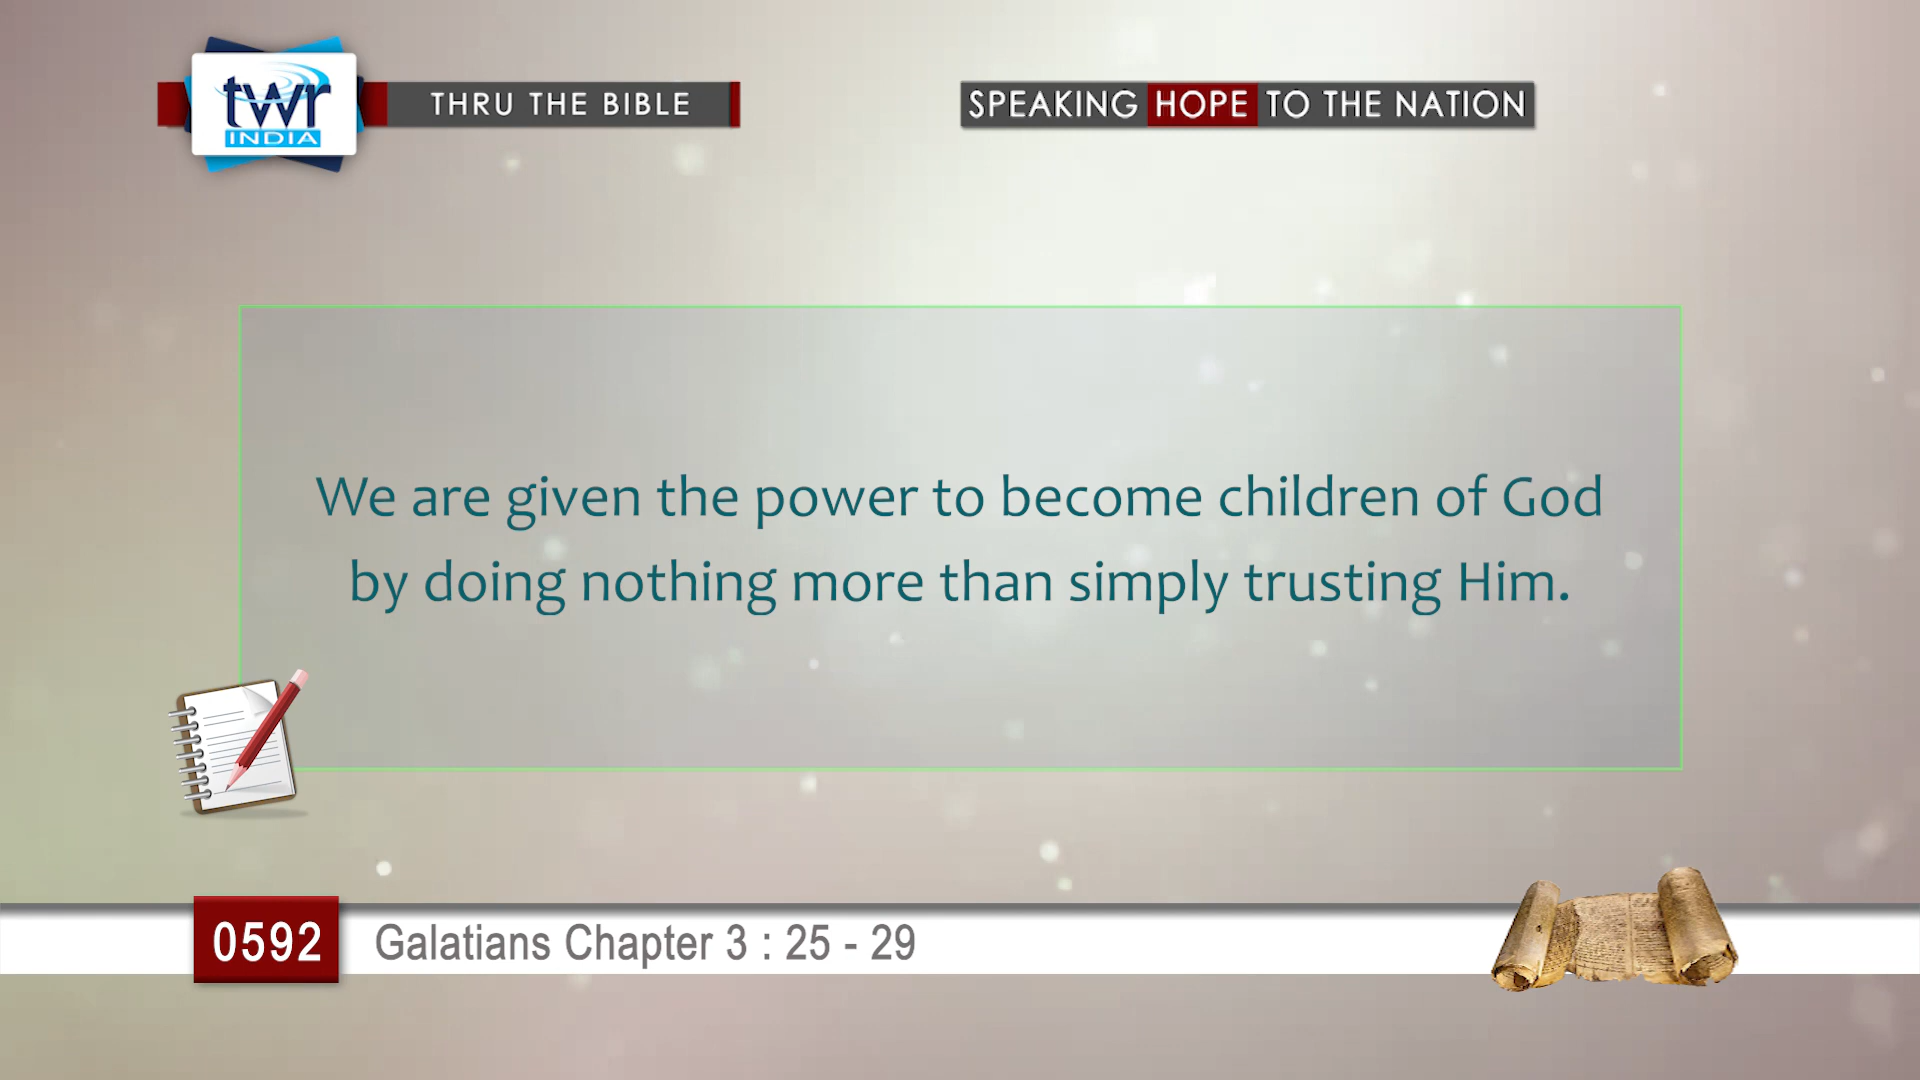 twr
INDIA
THRU THE BIBLE
SPEAKING HOPE TO THE NATION
We are given the power to become children of God
by doing nothing more than simply trusting Him.
0592
Galatians Chapter 3 : 25 - 29